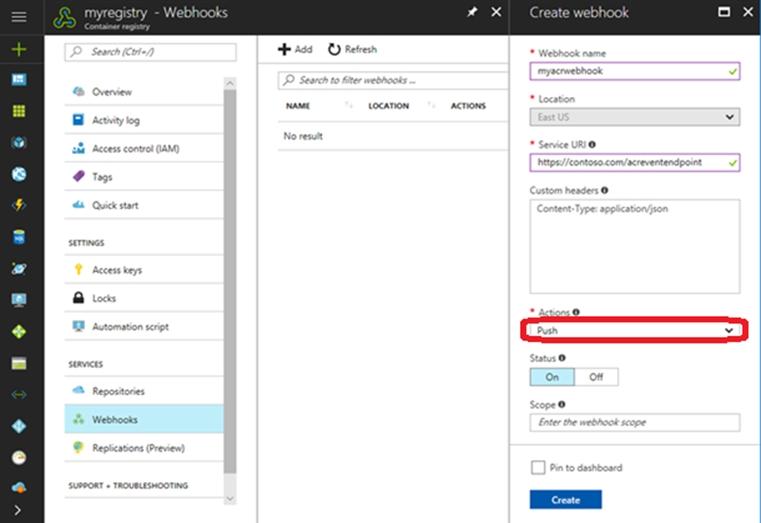 myregistry - Webhooks
Container registry
Search (Ctrl+/)
Overview
Activity log
Access control (IAM)
Tags
Quick start
SETTINGS
Access keys
Locks
Automation script
SERVICES
Repositories
Webhooks
Replications (Preview)
SUPPORT + TROUBLESHOOTING
Add Refresh
Search to filter webhooks ...
NAME LOCATION ACTIONS
No result
Create webhook
* Webhook name
myacrwebhook
* Location
East US
* Service URI
https://contoso.com/acreventendpoint
Custom headers
Content-Type: application/json
* Actions
Push
Status
On Off
Scope
Enter the webhook scope
Pin to dashboard
Create